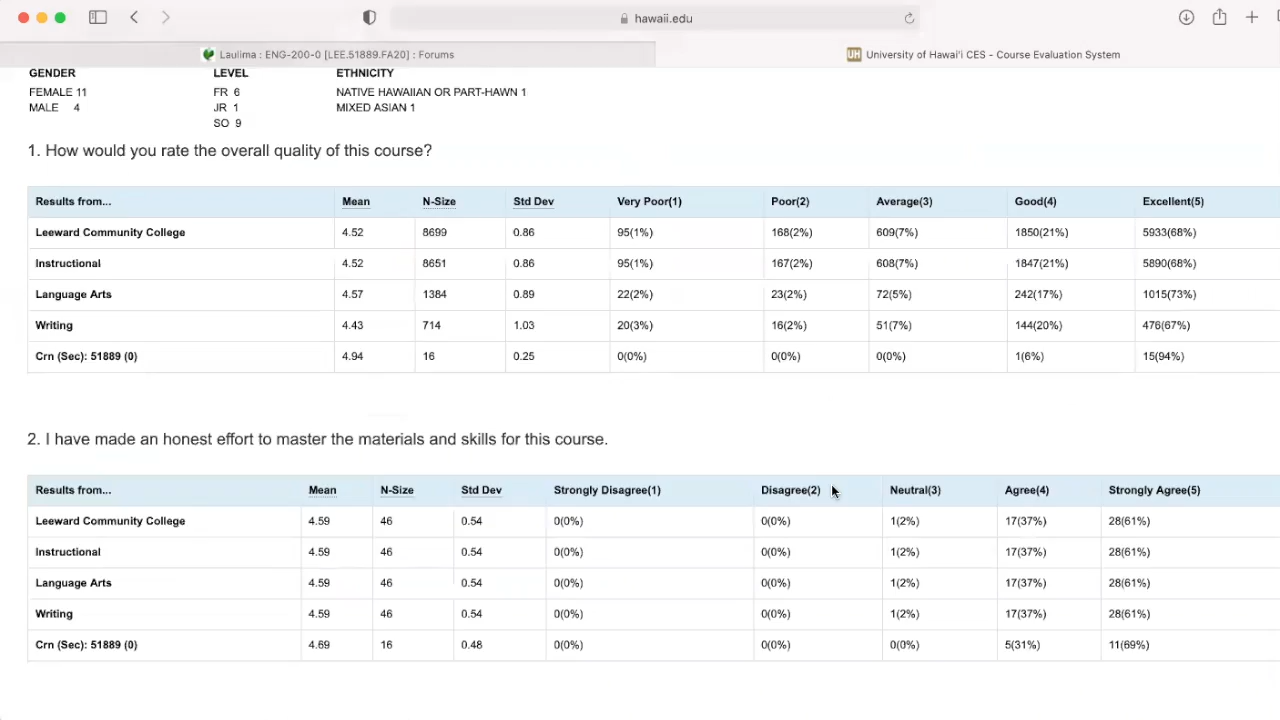 hawaii.edu
Laulima : ENG-200-0 [LEE.51889.FA20] : Forums
UH University of Hawai'i CES - Course Evaluation System
GENDER LEVEL ETHNICITY
FEMALE 11 FR 6 NATIVE HAWAIIAN OR PART-HAWN 1
MALE 4 JR 1 MIXED ASIAN 1
SO 9
1. How would you rate the overall quality of this course?
Results from... Mean N-Size Std Dev Very Poor(1) Poor(2) Average(3) Good(4) Excellent(5)
Leeward Community College 4.52 8699 0.86 95(1%) 168(2%) 609(7%) 1850(21%) 5933(68%)
Instructional 4.52 8651 0.86 95(1%) 167(2%) 608(7%) 1847(21%) 5890(68%)
Language Arts 4.57 1384 0.89 22(2%) 23(2%) 72(5%) 242(17%) 1015(73%)
Writing 4.43 714 1.03 20(3%) 16(2%) 51(7%) 144(20%) 476(67%)
Crn (Sec): 51889 (0) 4.94 16 0.25 0(0%) 0(0%) 0(0%) 1(6%) 15(94%)
2. I have made an honest effort to master the materials and skills for this course.
Results from... Mean N-Size Std Dev Strongly Disagree(1) Disagree(2) Neutral(3) Agree(4) Strongly Agree(5)
Leeward Community College 4.59 46 0.54 0(0%) 0(0%) 1(2%) 17(37%) 28(61%)
Instructional 4.59 46 0.54 0(0%) 0(0%) 1(2%) 17(37%) 28(61%)
Language Arts 4.59 46 0.54 0(0%) 0(0%) 1(2%) 17(37%) 28(61%)
Writing 4.59 46 0.54 0(0%) 0(0%) 1(2%) 17(37%) 28(61%)
Crn (Sec): 51889 (0) 4.69 16 0.48 0(0%) 0(0%) 0(0%) 5(31%) 11(69%)